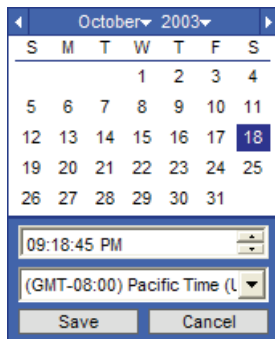 October 2003
S M T W T F S
1 2 3 4
5 6 7 8 9 10 11
12 13 14 15 16 17 18
19 20 21 22 23 24 25
26 27 28 29 30 31
09:18:45 PM
(GMT-08:00) Pacific Time (U
Save Cancel